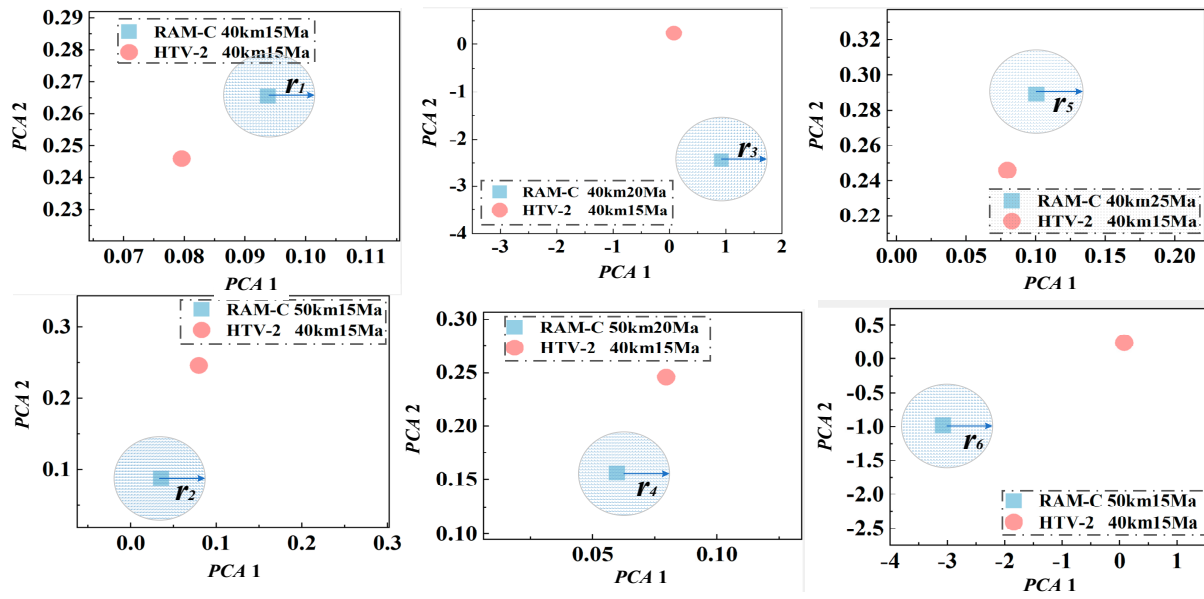 0.29
0.28
0.27
0.26
0.25
0.24
0.23
PCA 2
RAM-C 40km15Ma
HTV-2 40km15Ma
r1
0.07 0.08 0.09 0.10 0.11
PCA 1
0
-1
-2
-3
-4
PCA 2
r3
RAM-C 40km20Ma
HTV-2 40km15Ma
-3 -2 -1 0 1 2
PCA 1
0.32
0.30
0.28
0.26
0.24
0.22
PCA 2
r5
RAM-C 40km25Ma
HTV-2 40km15Ma
0.00 0.05 0.10 0.15 0.20
PCA 1
0.3
0.2
0.1
PCA 2
RAM-C 50km15Ma
HTV-2 40km15Ma
r2
0.0 0.1 0.2 0.3
PCA 1
0.30
0.25
0.20
0.15
0.10
PCA 2
RAM-C 50km20Ma
HTV-2 40km15Ma
r4
0.05 0.10
PCA 1
0.5
0.0
-0.5
-1.0
-1.5
-2.0
-2.5
PCA 2
r6
RAM-C 50km15Ma
HTV-2 40km15Ma
-4 -3 -2 -1 0 1
PCA 1